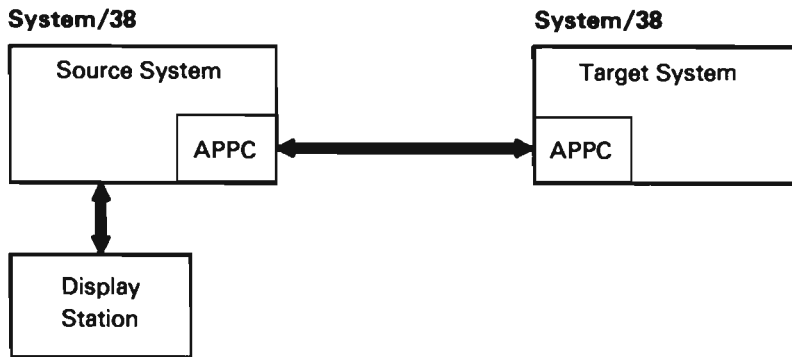 System/38
System/38
Source System
Target System
APPC
APPC
Display
Station